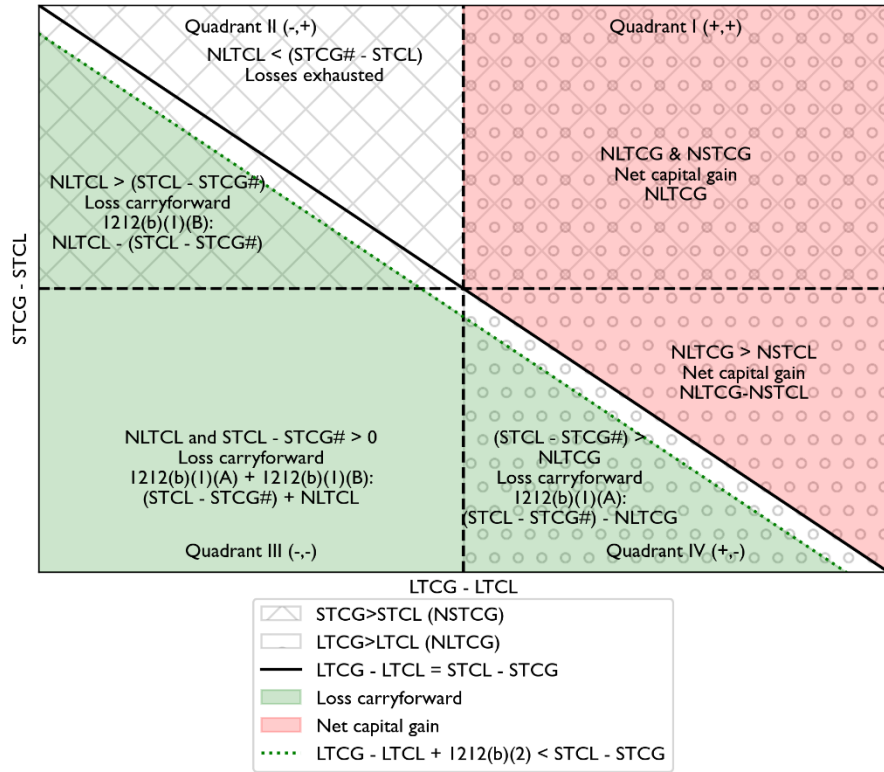 Quadrant II (-,+)
NLTCL < (STCG# - STCL)
Losses exhausted
Quadrant I (+,+)
NLTCL > (STCL - STCG#)
Loss carryforward
1212(b)(1)(B):
NLTCL - (STCL - STCG#)
NLTCG & NSTCG
Net capital gain
NLTCG
STCG - STCL
NLTCG > NSTCL
Net capital gain
NLTCG-NSTCL
NLTCL and STCL - STCG# > 0
Loss carryforward
1212(b)(1)(A) + 1212(b)(1)(B):
(STCL - STCG#) + NLTCL
(STCL - STCG#) >
NLTCG
Loss carryforward
1212(b)(1)(A):
(STCL - STCG#) - NLTCG
Quadrant III (-,-)
Quadrant IV (+,-)
LTCG - LTCL
STCG>STCL (NSTCG)
LTCG>LTCL (NLTCG)
LTCG - LTCL = STCL - STCG
Loss carryforward
Net capital gain
LTCG - LTCL + 1212(b)(2) < STCL - STCG